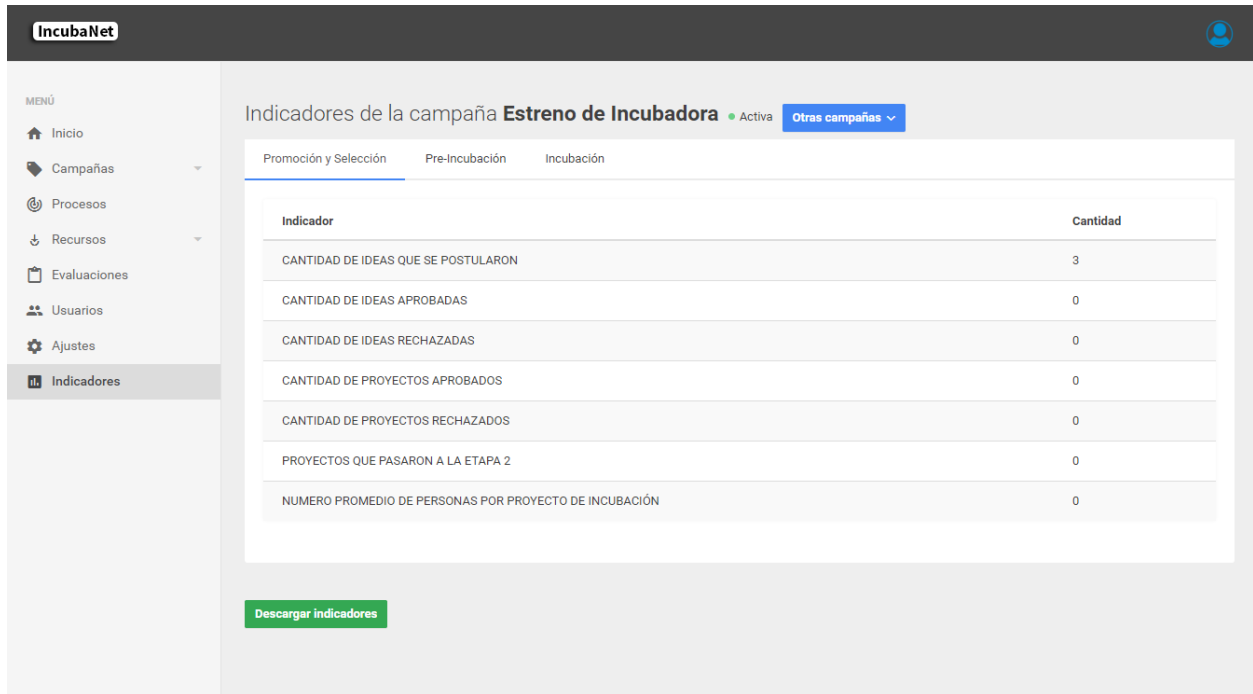 IncubaNet
MENÚ
Inicio
Campañas
Procesos
Recursos
Evaluaciones
Usuarios
Ajustes
Indicadores
Indicadores de la campaña Estreno de Incubadora Activa Otras campañas
Promoción y Selección Pre-Incubación Incubación
Indicador Cantidad
CANTIDAD DE IDEAS QUE SE POSTULARON 3
CANTIDAD DE IDEAS APROBADAS 0
CANTIDAD DE IDEAS RECHAZADAS 0
CANTIDAD DE PROYECTOS APROBADOS 0
CANTIDAD DE PROYECTOS RECHAZADOS 0
PROYECTOS QUE PASARON A LA ETAPA 2 0
NUMERO PROMEDIO DE PERSONAS POR PROYECTO DE INCUBACIÓN 0
Descargar indicadores